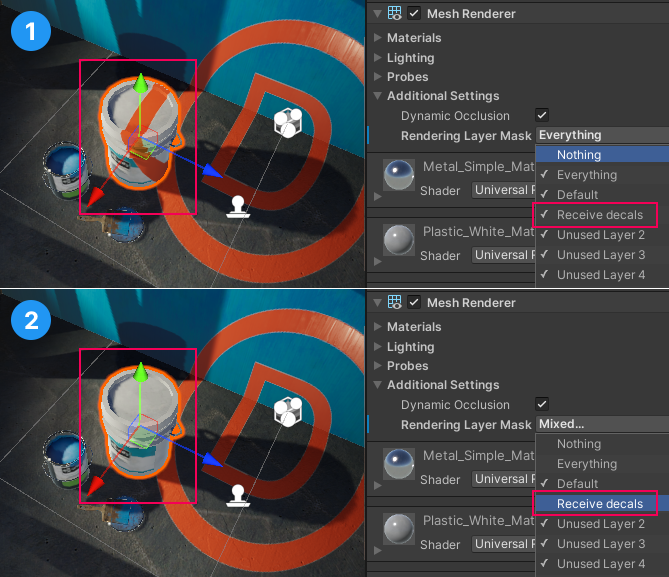 1
Mesh Renderer
Materials
Lighting
Probes
Additional Settings
Dynamic Occlusion
Rendering Layer Mask Everything
Nothing
Metal_Simple_Mat
Everything
Shader Universal R
Default
Receive decals
Plastic_White_Mat
Unused Layer 2
Shader Universal R
Unused Layer 3
Unused Layer 4
D
2
Mesh Renderer
Materials
Lighting
Probes
Additional Settings
Dynamic Occlusion
Rendering Layer Mask Mixed...
Nothing
Metal_Simple_Mat
Everything
Shader Universal R
Default
Receive decals
Plastic_White_Mat
Unused Layer 2
Shader Universal R
Unused Layer 3
Unused Layer 4
D